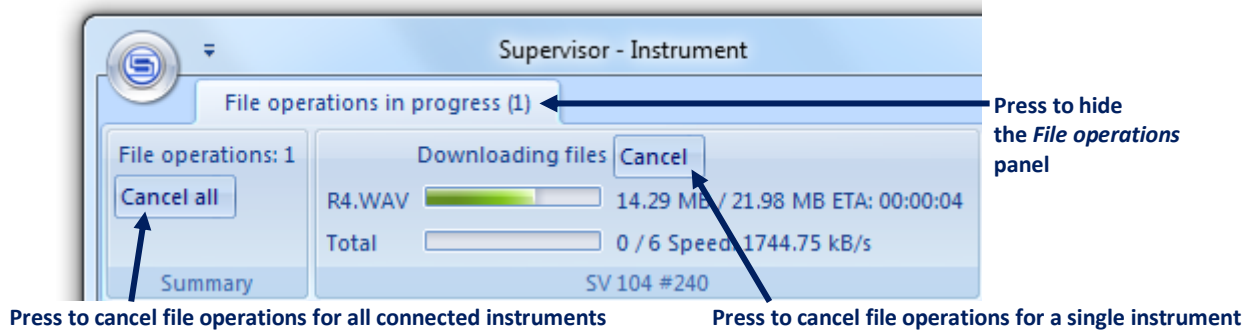 Supervisor - Instrument
File operations in progress (1)
Press to hide
the File operations
panel
File operations: 1
Downloading files Cancel
Cancel all
R4.WAV 14.29 MB / 21.98 MB ETA: 00:00:04
Total 0 / 6 Speed: 1744.75 kB/s
Summary
SV 104 #240
Press to cancel file operations for all connected instruments
Press to cancel file operations for a single instrument